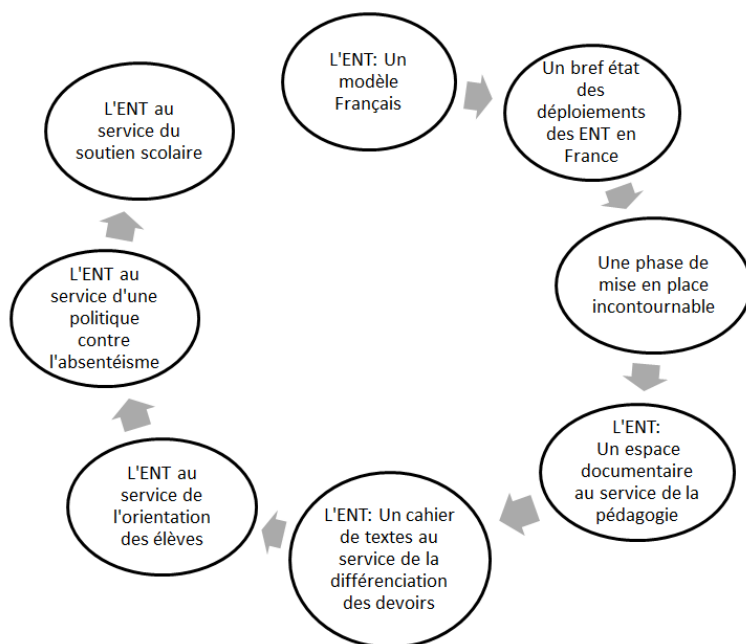 L'ENT: Un
modèle
Français
Un bref état
des
déploiements
des ENT en
France
Une phase de
mise en place
incontournable
L'ENT:
Un espace
documentaire
au service de la
pédagogie
L'ENT: Un cahier
de textes au
service de la
différenciation
des devoirs
L'ENT au
service de
l'orientation
des élèves
L'ENT au
service d'une
politique
contre
l'absentéisme
L'ENT au
service du
soutien scolaire